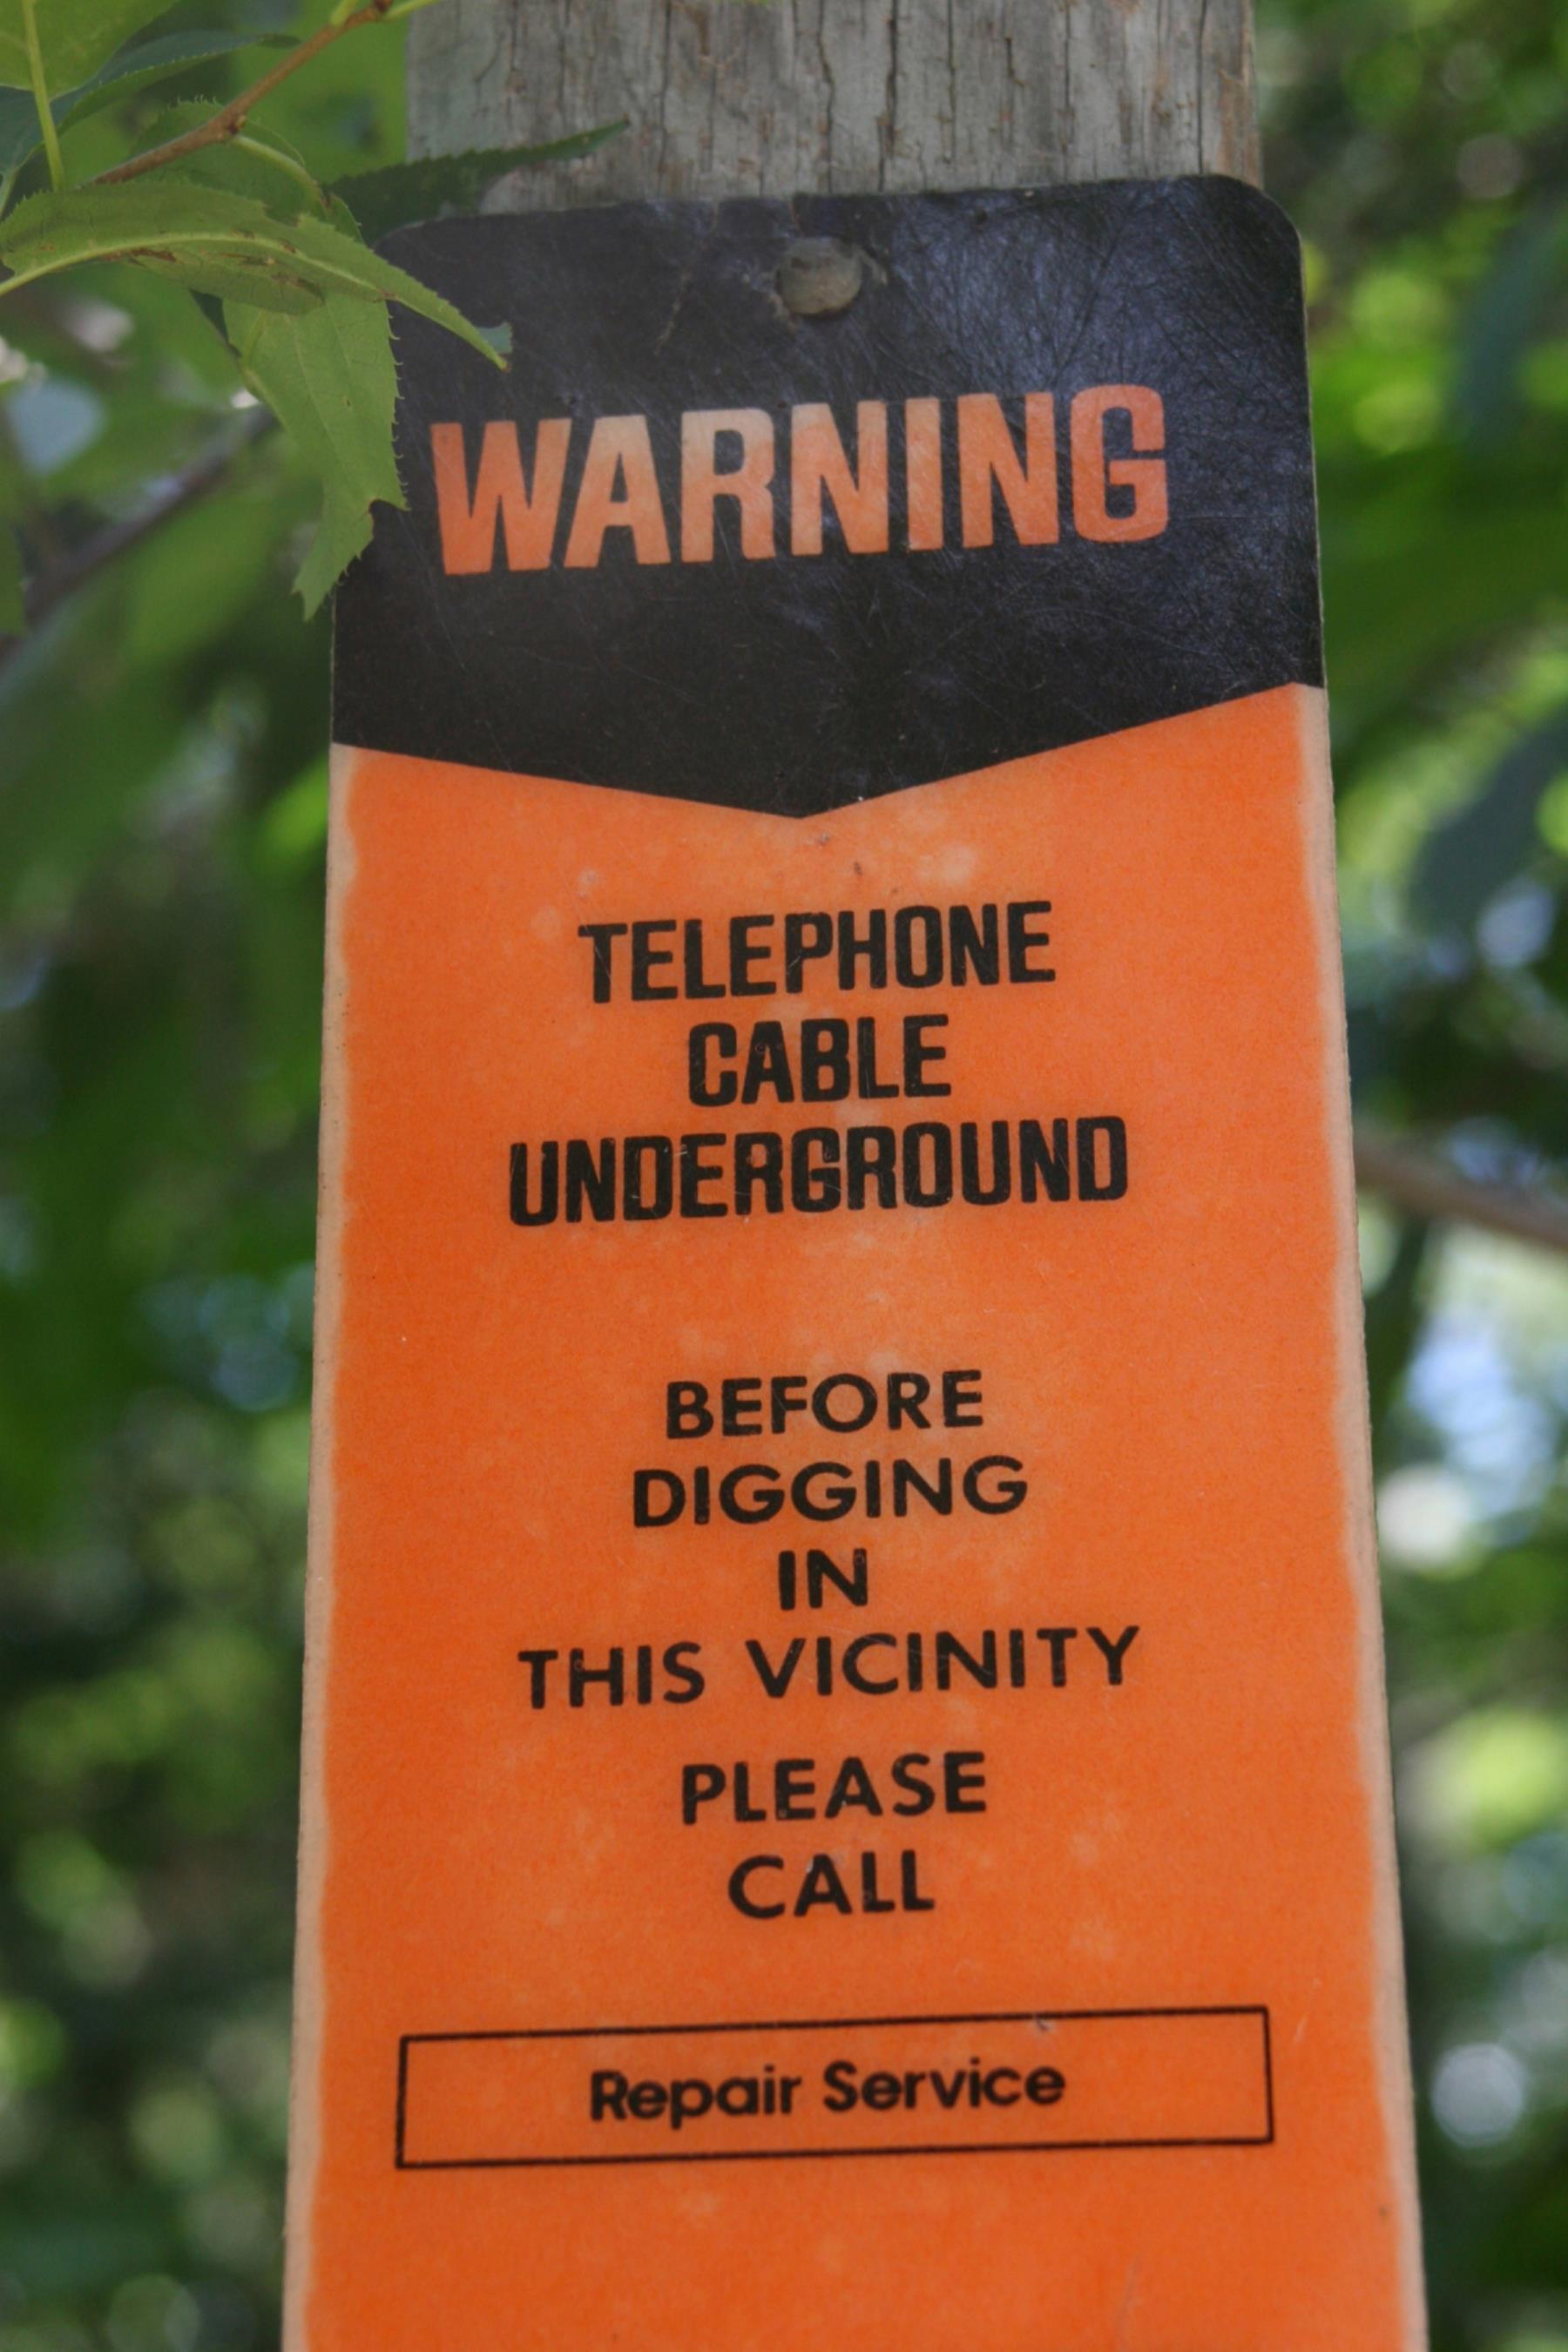 WARNING
TELEPHONE
CABLE
UNDERGROUND
BEFORE
DIGGING
IN
THIS VICINITY
PLEASE
CALL
Repair Service